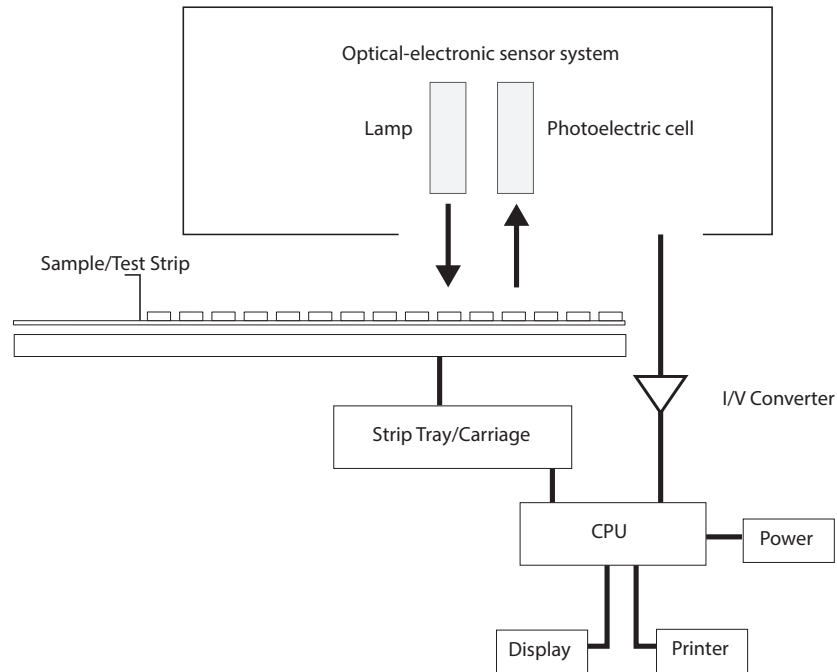 Optical-electronic sensor system
Lamp
Photoelectric cell
Sample/Test Strip
I/V Converter
Strip Tray/Carriage
CPU
Power
Display
Printer